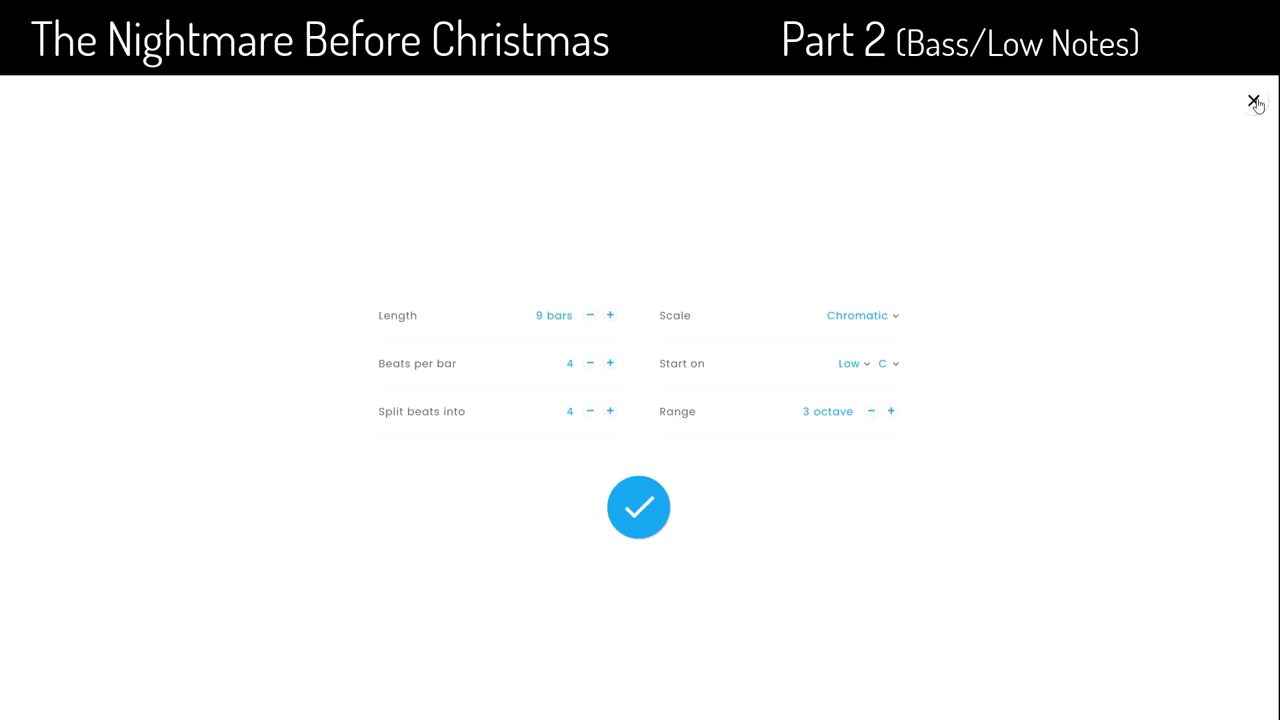 The Nightmare Before Christmas Part 2 (Bass/Low Notes)
Length 9 bars − + Scale Chromatic
Beats per bar 4 − + Start on Low C
Split beats into 4 − + Range 3 octave − +